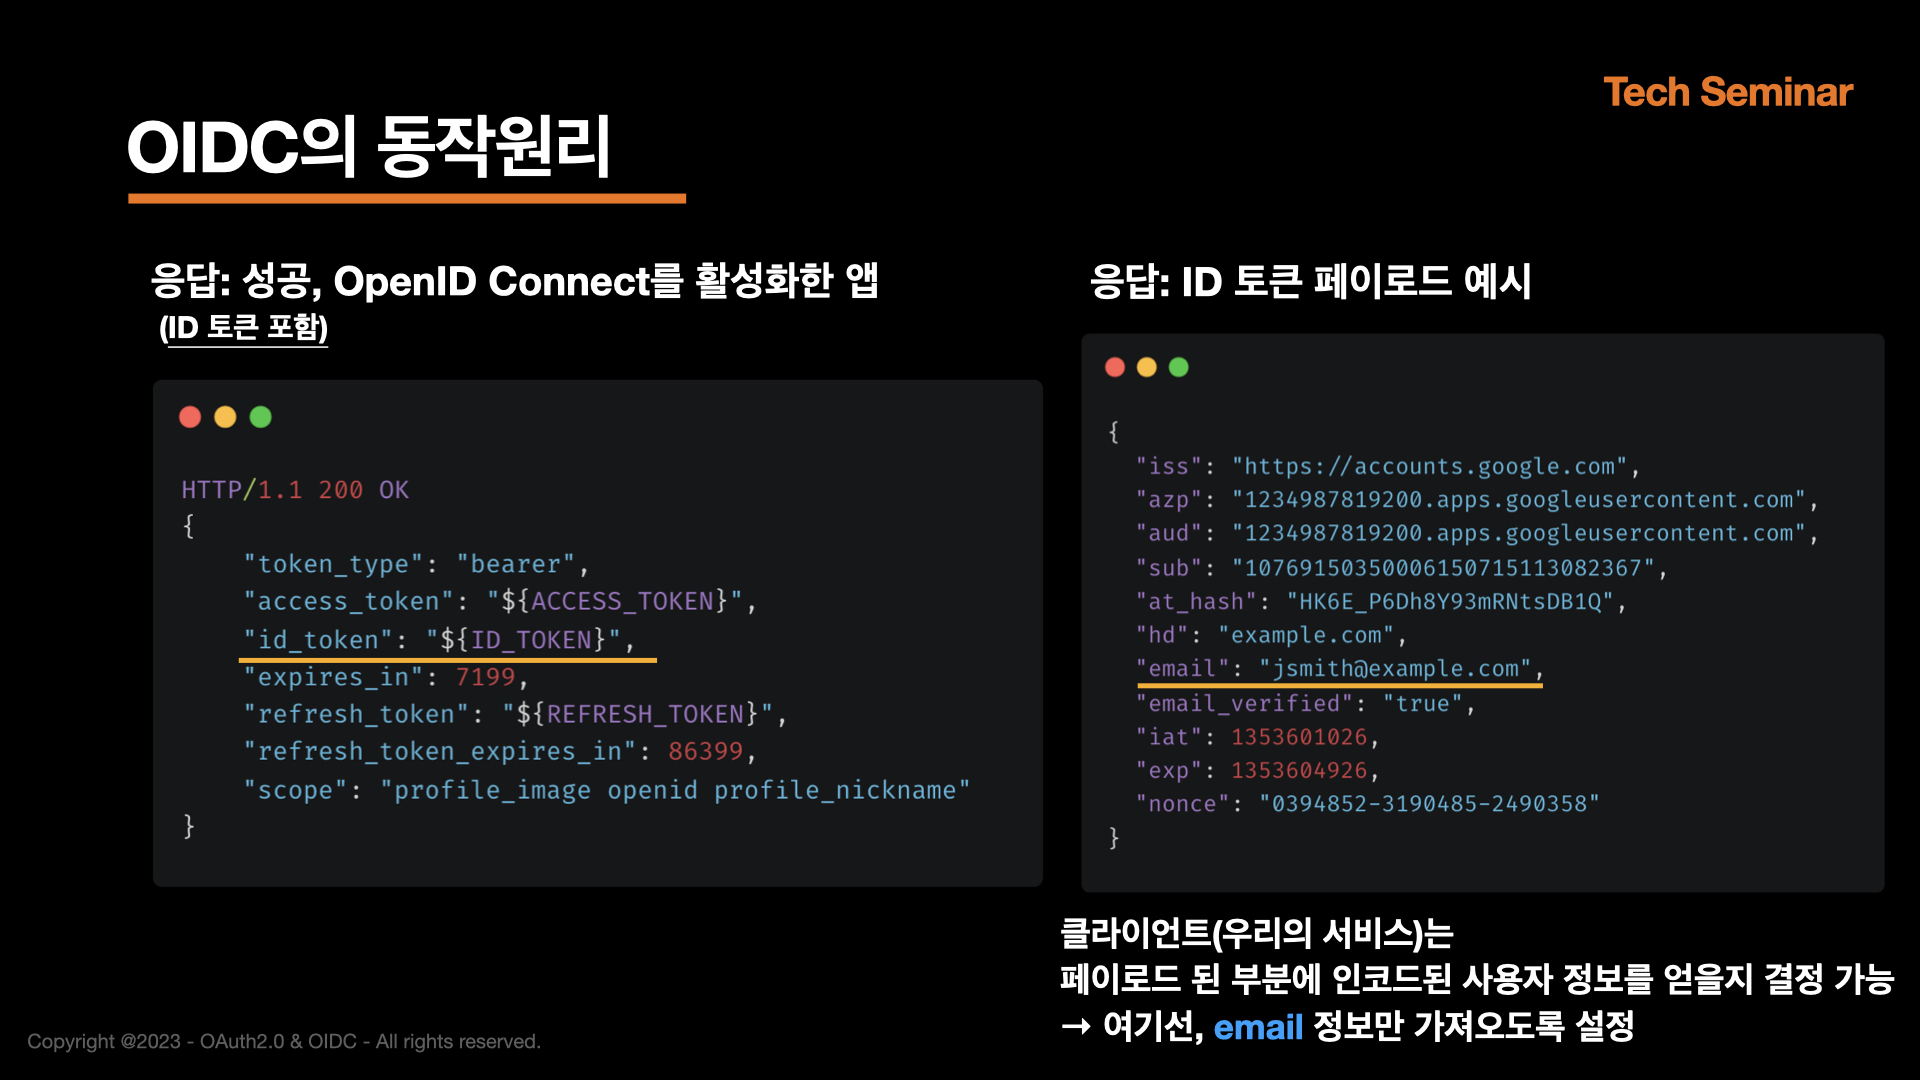 Tech Seminar
OIDC의 동작원리
응답: 성공, OpenID Connect를 활성화한 앱
(ID 토큰 포함)
HTTP/1.1 200 OK
{
"token_type": "bearer",
"access_token": "${ACCESS_TOKEN}",
"id_token": "${ID_TOKEN}",
"expires_in": 7199,
"refresh_token": "${REFRESH_TOKEN}",
"refresh_token_expires_in": 86399,
"scope": "profile_image openid profile_nickname"
}
응답: ID 토큰 페이로드 예시
{
"iss": "https://accounts.google.com",
"azp": "1234987819200.apps.googleusercontent.com",
"aud": "1234987819200.apps.googleusercontent.com",
"sub": "10769150350006150715113082367",
"at_hash": "HK6E_P6Dh8Y93mRNtsDB1Q",
"hd": "example.com",
"email": "jsmith@example.com",
"email_verified": "true",
"iat": 1353601026,
"exp": 1353604926,
"nonce": "0394852-3190485-2490358"
}
클라이언트(우리의 서비스)는
페이로드 된 부분에 인코드된 사용자 정보를 얻을지 결정 가능
→ 여기선, email 정보만 가져오도록 설정
Copyright @2023 - OAuth2.0 & OIDC - All rights reserved.